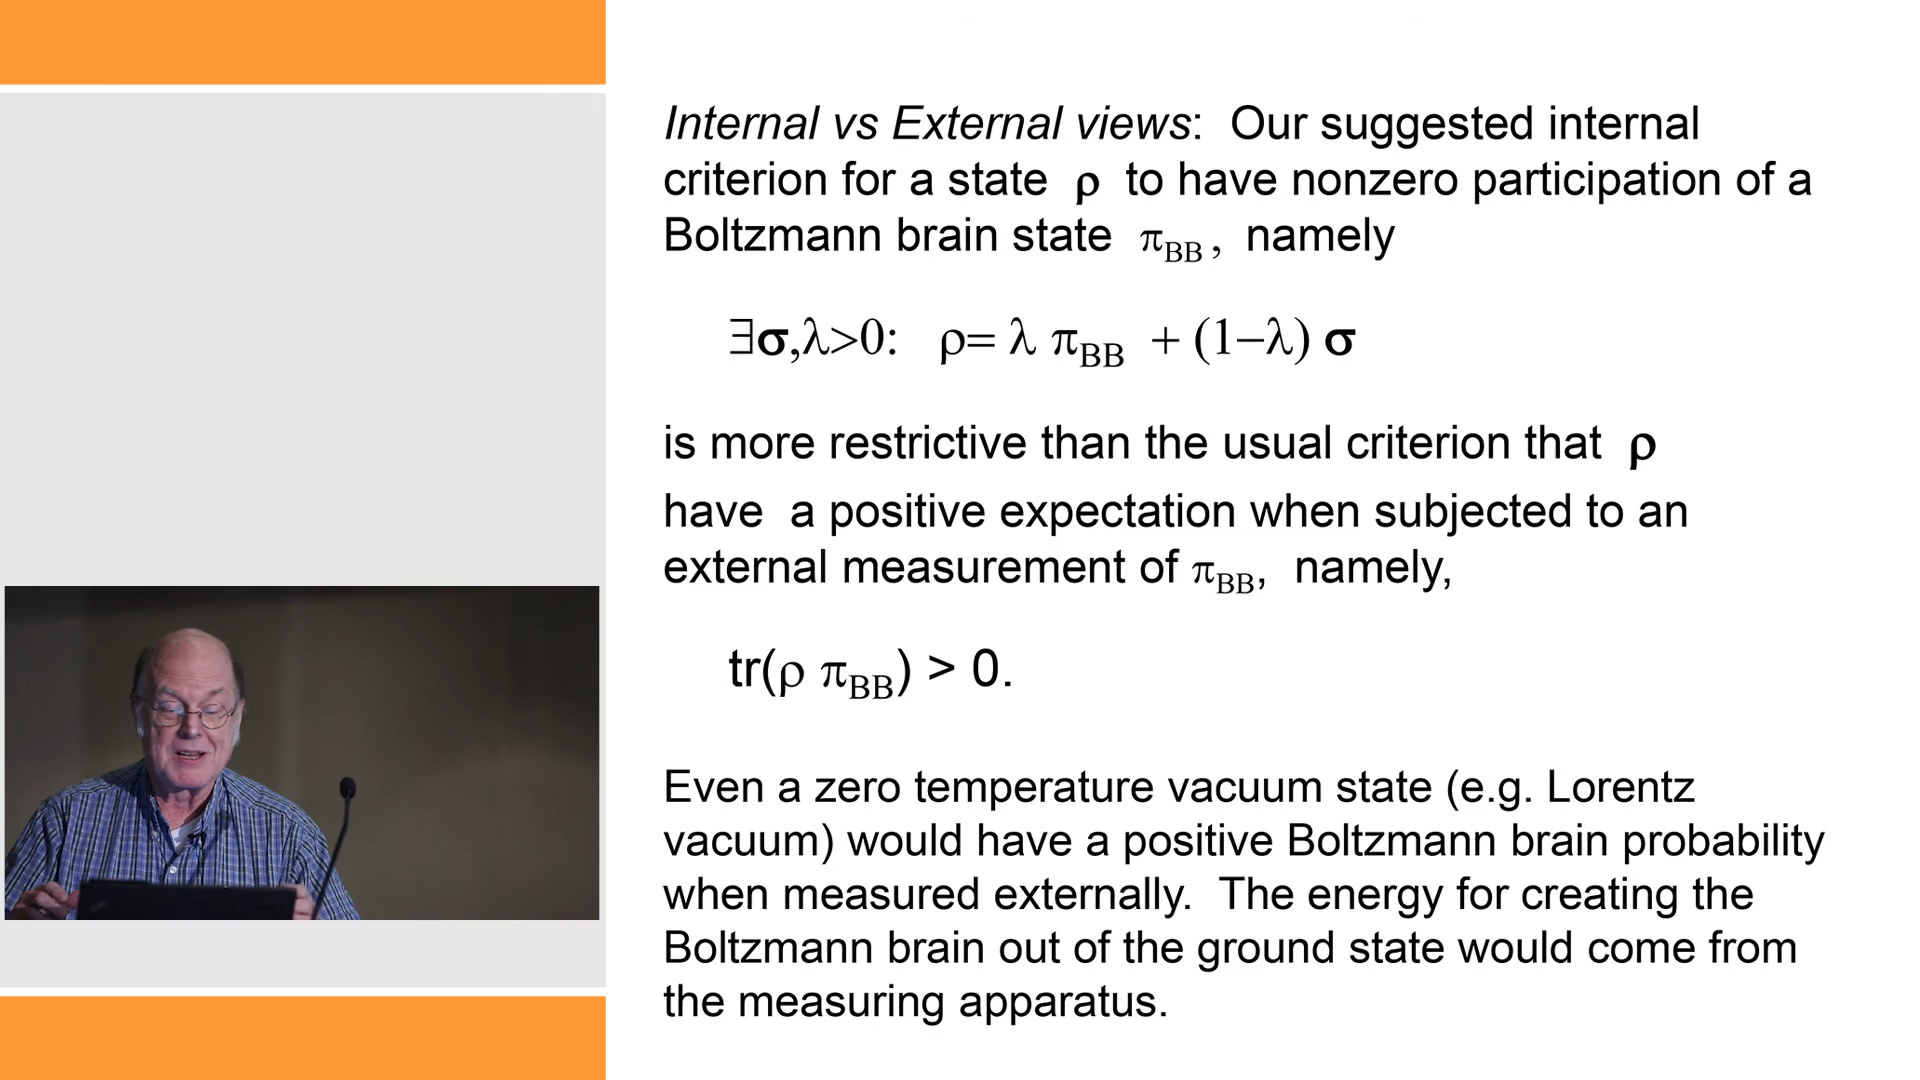 Internal vs External views:  Our suggested internal
criterion for a state ρ to have nonzero participation of a
Boltzmann brain state π_BB , namely
∃σ,λ>0: ρ= λ π_BB + (1−λ) σ
is more restrictive than the usual criterion that ρ
have a positive expectation when subjected to an
external measurement of π_BB, namely,
tr(ρ π_BB) > 0.
Even a zero temperature vacuum state (e.g. Lorentz
vacuum) would have a positive Boltzmann brain probability
when measured externally. The energy for creating the
Boltzmann brain out of the ground state would come from
the measuring apparatus.